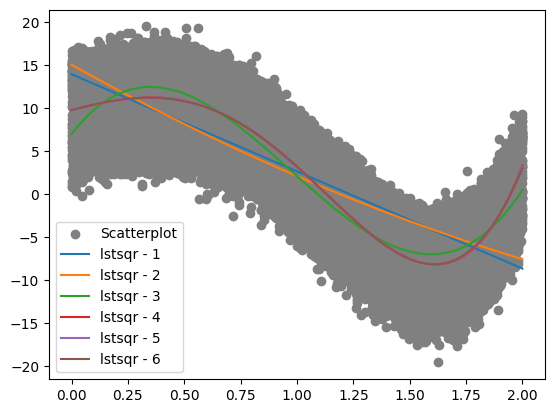 20
15
10
5
0
−5
−10
−15
−20
Scatterplot
lstsqr - 1
lstsqr - 2
lstsqr - 3
lstsqr - 4
lstsqr - 5
lstsqr - 6
0.00 0.25 0.50 0.75 1.00 1.25 1.50 1.75 2.00